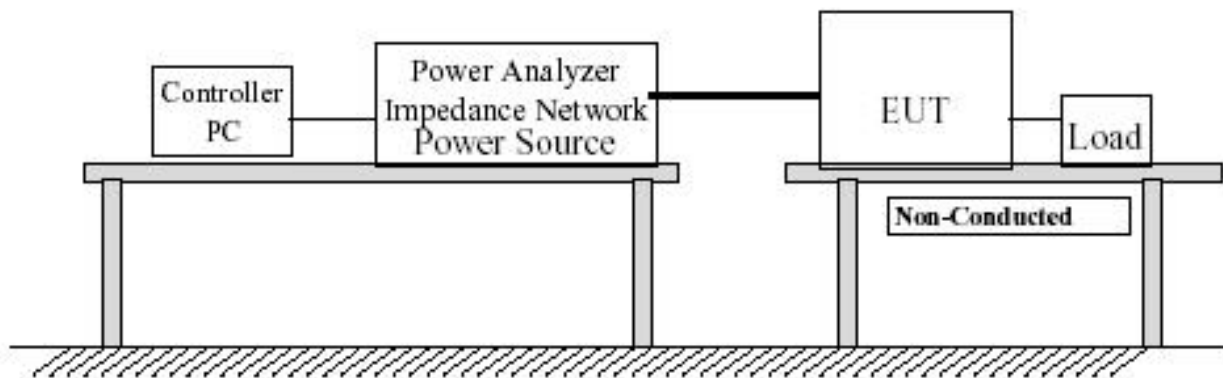 Controller
PC
Power Analyzer
Impedance Network
Power Source
EUT
Load
Non-Conducted